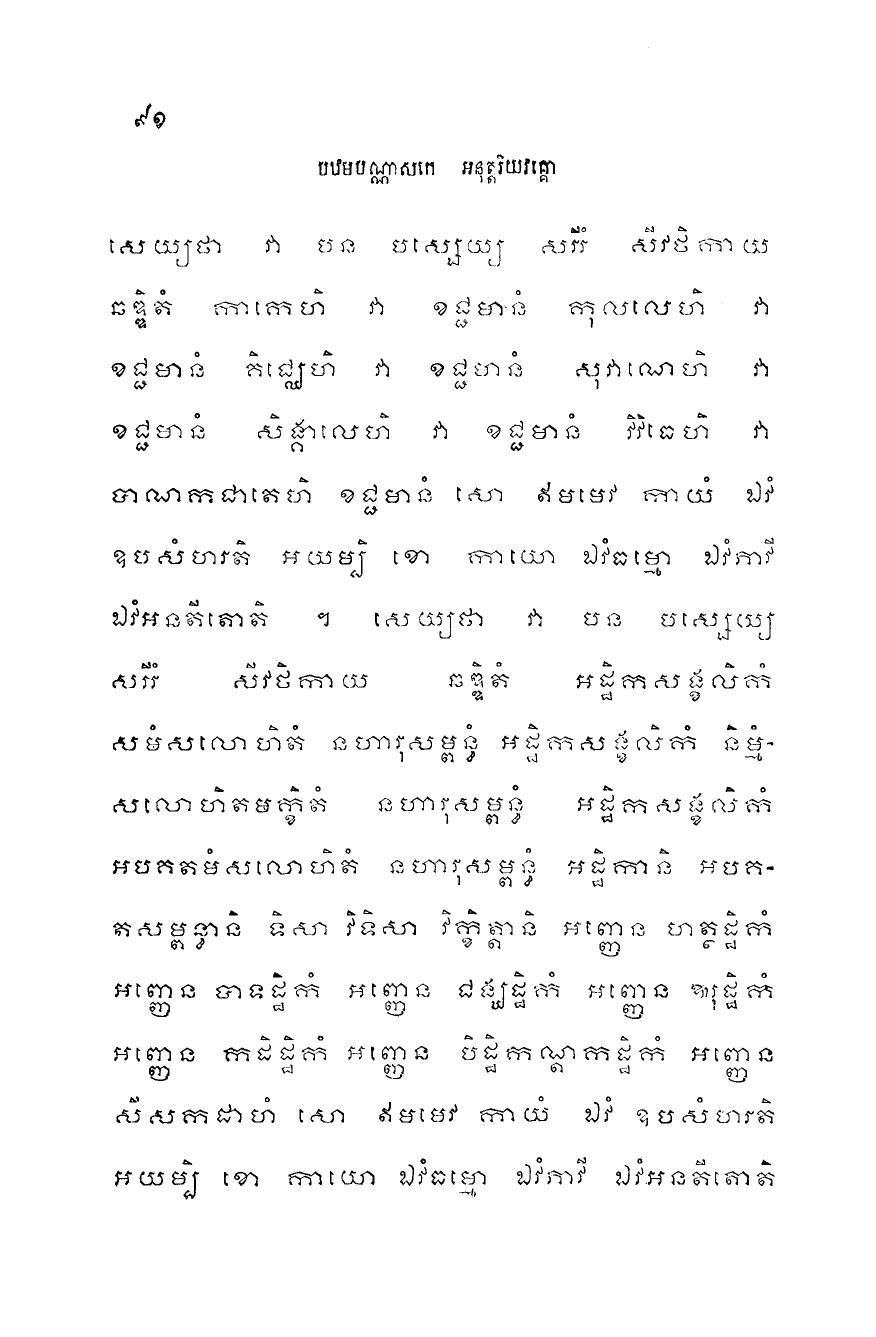 ៩១
បឋមបណ្ណាសកេ អនុត្តរិយវគ្គោ
សេយ្យថា វា បន បស្សេយ្យ សរីរំ សីវថិកាយ
ឆឌ្ឌិតំ កាកេហិ វា ខជ្ជមានំ កុលលេហិ វា
ខជ្ជមានំ គិជ្ឈេហិ វា ខជ្ជមានំ សុវាណេហិ វា
ខជ្ជមានំ សិង្គាលេហិ វា ខជ្ជមានំ វិវិធេហិ វា
បាណកជាតេហិ ខជ្ជមានំ សោ ឥមមេវ កាយំ ឯវំ
ឧបសំហរតិ អយម្បិ ខោ កាយោ ឯវំធម្មោ ឯវំភាវី
ឯវំអនតីតោតិ ។ សេយ្យថា វា បន បស្សេយ្យ
សរីរំ សីវថិកាយ ឆឌ្ឌិតំ អដ្ឋិកសង្ខលិកំ
សមំសលោហិតំ នហារុសម្ពន្ធំ អដ្ឋិកសង្ខលិកំ និម្មំ-
សលោហិតមក្ខិតំ នហារុសម្ពន្ធំ អដ្ឋិកសង្ខលិកំ
អបគតមំសលោហិតំ នហារុសម្ពន្ធំ អដ្ឋិកានិ អបគ-
តសម្ពន្ធានិ ទិសា វិទិសា វិក្ខិត្តានិ អញ្ញេន ហត្ថដ្ឋិកំ
អញ្ញេន បាទដ្ឋិកំ អញ្ញេន ជង្ឃដ្ឋិកំ អញ្ញេន ឩរុដ្ឋិកំ
អញ្ញេន កដិដ្ឋិកំ អញ្ញេន បិដ្ឋិកណ្ដកដ្ឋិកំ អញ្ញេន
សីសកដាហំ សោ ឥមមេវ កាយំ ឯវំ ឧបសំហរតិ
អយម្បិ ខោ កាយោ ឯវំធម្មោ ឯវំភាវី ឯវំអនតីតោតិ